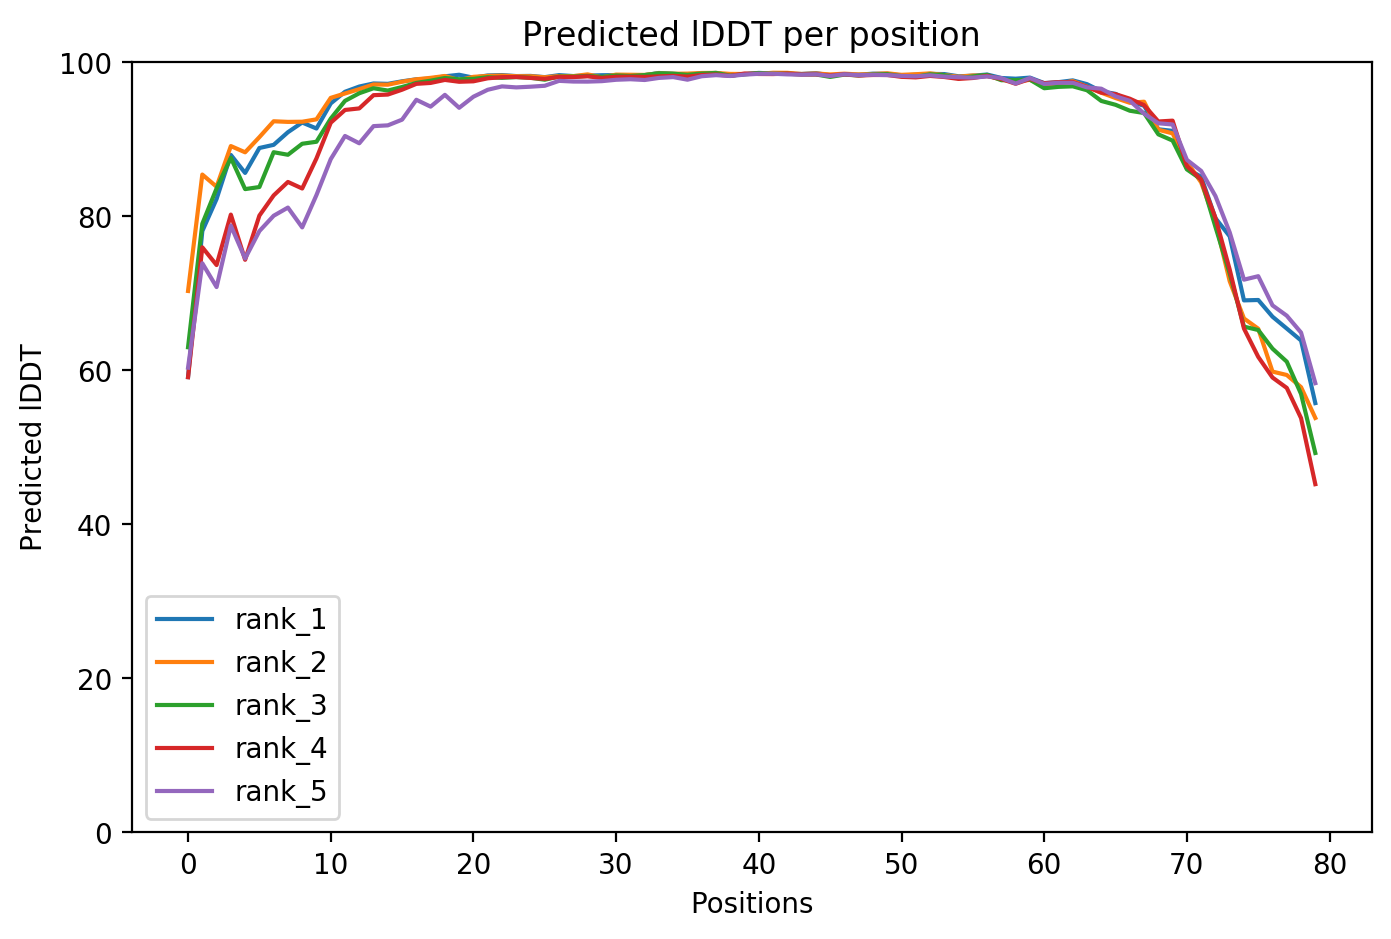 Predicted lDDT per position
100
80
60
40
20
0
Predicted lDDT
rank_1
rank_2
rank_3
rank_4
rank_5
0 10 20 30 40 50 60 70 80
Positions